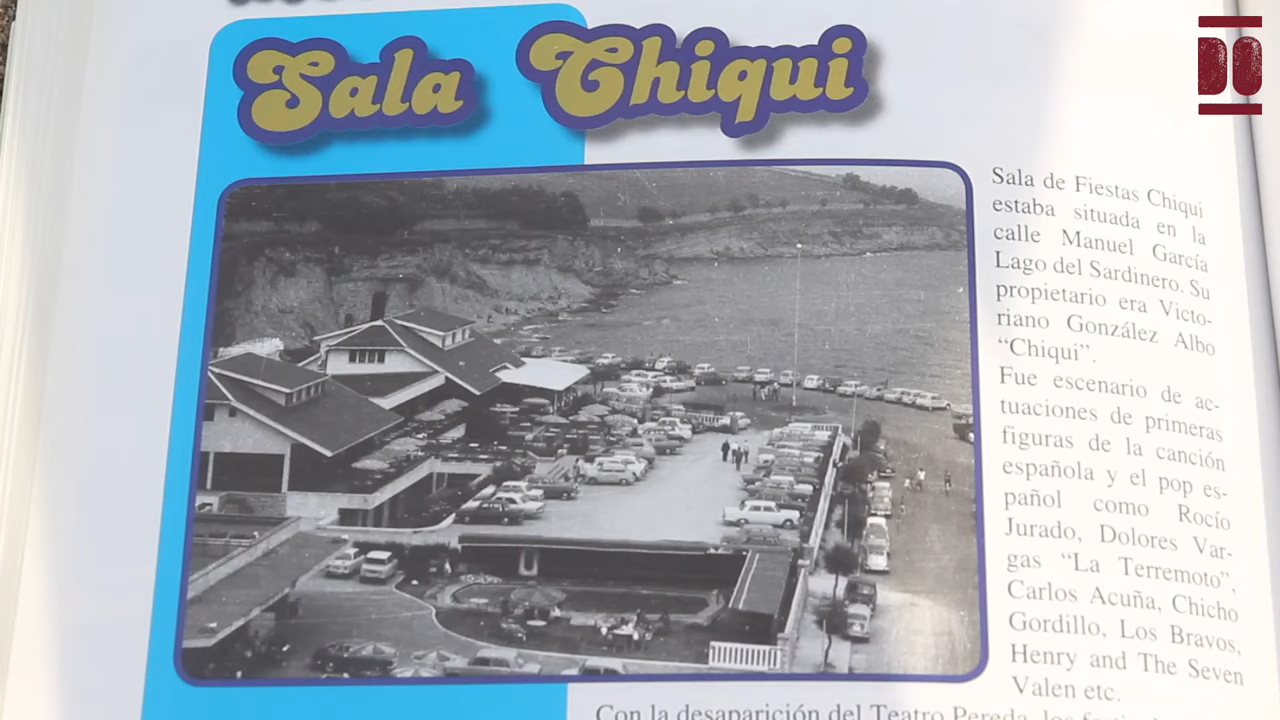 Sala Chiqui
DO
Sala de Fiestas Chiqui
estaba situada en la
calle Manuel García
Lago del Sardinero. Su
propietario era Victo-
riano González Albo
“Chiqui”.
Fue escenario de ac-
tuaciones de primeras
figuras de la canción
española y el pop es-
pañol como Rocío
Jurado, Dolores Var-
gas “La Terremoto”,
Carlos Acuña, Chicho
Gordillo, Los Bravos,
Henry and The Seven
Valen etc.
Con la desaparición del Teatro Pereda, los